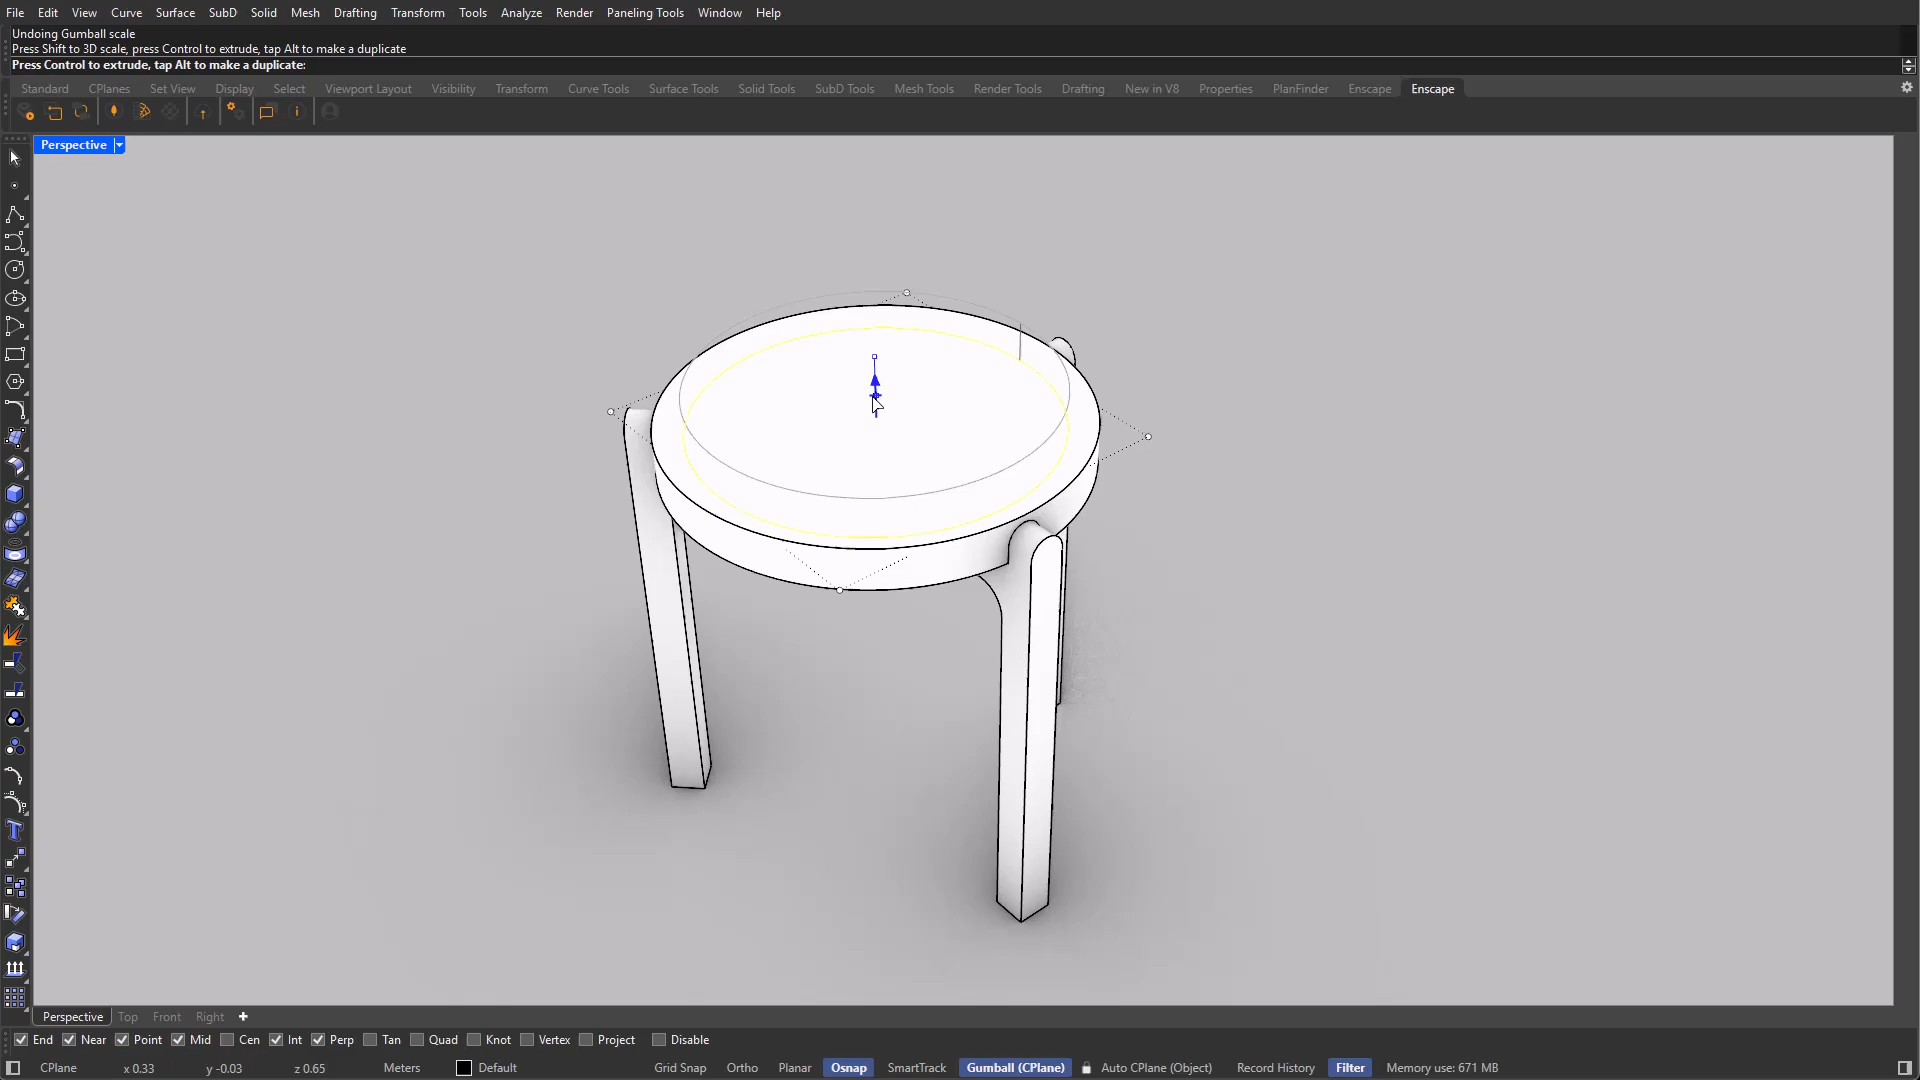 File Edit View Curve Surface SubD Solid Mesh Drafting Transform Tools Analyze Render Paneling Tools Window Help
Undoing Gumball scale
Press Shift to 3D scale, press Control to extrude, tap Alt to make a duplicate
Press Control to extrude, tap Alt to make a duplicate:
Standard CPlanes Set View Display Select Viewport Layout Visibility Transform Curve Tools Surface Tools Solid Tools SubD Tools Mesh Tools Render Tools Drafting New in V8 Properties PlanFinder Enscape Enscape
Perspective
Perspective Top Front Right
End Near Point Mid Cen Int Perp Tan Quad Knot Vertex Project Disable
CPlane x 0.33 y -0.03 z 0.65 Meters Default Grid Snap Ortho Planar Osnap SmartTrack Gumball (CPlane) Auto CPlane (Object) Record History Filter Memory use: 671 MB